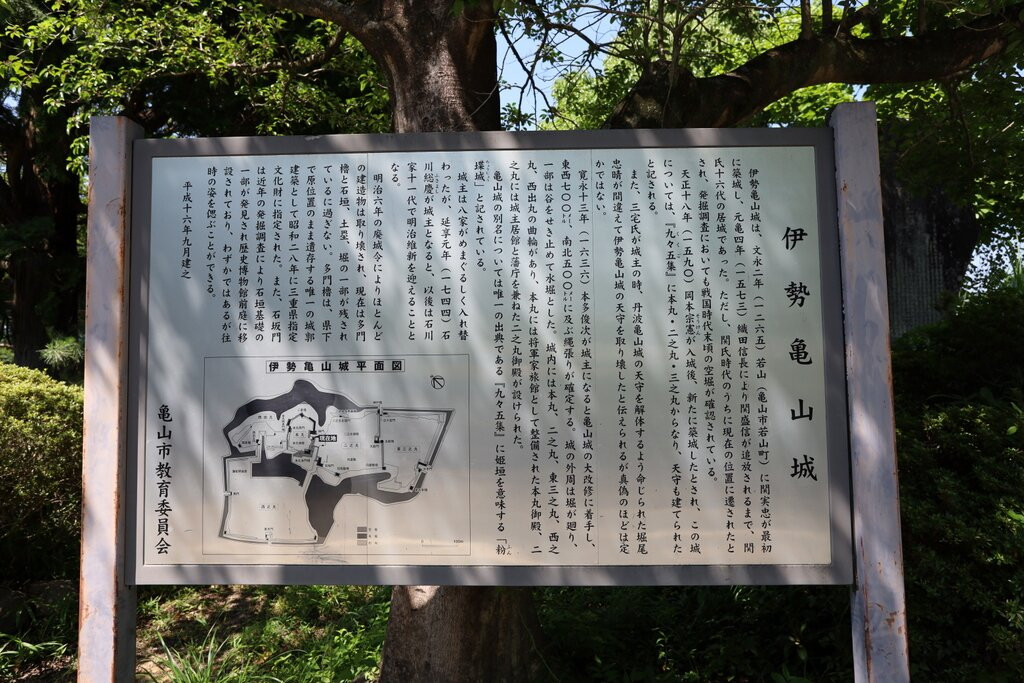 伊勢亀山城
伊勢亀山城は、文永二年（一二六五）若山（亀山市若山町）に関実忠が最初
に築城し、元亀四年（一五七三）織田信長により関盛信が追放されるまで、関
氏十六代の居城であった。ただし、関氏時代のうちに現在の位置に遷されたと
され、発掘調査においても戦国時代末頃の空堀が確認されている。
天正十八年（一五九〇）岡本宗憲が入城後、新たに築城したとされ、この城
については、『九々五集』に本丸・二之丸・三之丸からなり、天守も建てられた
と記される。
また、三宅氏が城主の時、丹波亀山城の天守を解体するよう命じられた堀尾
忠晴が間違えて伊勢亀山城の天守を取り壊したと伝えられるが真偽のほどは定
かではない。
寛永十三年（一六三六）本多俊次が城主になると亀山城の大改修に着手し、
東西七〇〇メートル、南北五〇〇メートルに及ぶ縄張りが確定する。城の外周は堀が廻り、
一部は谷をせき止めて水堀とした。城内には本丸、二之丸、東三之丸、西之
丸、西出丸の曲輪があり、本丸には将軍家旅館として整備された本丸御殿、二
之丸には城主居館と藩庁を兼ねた二之丸御殿が設けられた。
亀山城の別名については唯一の出典である『九々五集』に姫垣を意味する「粉
堞城」と記されている。
城主は八家がめまぐるしく入れ替
わったが、延享元年（一七四四）石
川総慶が城主となると、以後は石川
家十一代で明治維新を迎えることと
なる。
明治六年の廃城令によりほとんど
の建造物は取り壊され、現在は多門
櫓と石垣、土塁、堀の一部が残され
ているに過ぎない。多門櫓は、県下
で原位置のまま遺存する唯一の城郭
建築として昭和二八年に三重県指定
文化財に指定された。また、石坂門
は近年の発掘調査により石垣基礎の
一部が発見され歴史博物館前庭に移
設されており、わずかではあるが往
時の姿を偲ぶことができる。
平成十六年九月建之
亀山市教育委員会
伊勢亀山城平面図
現在地